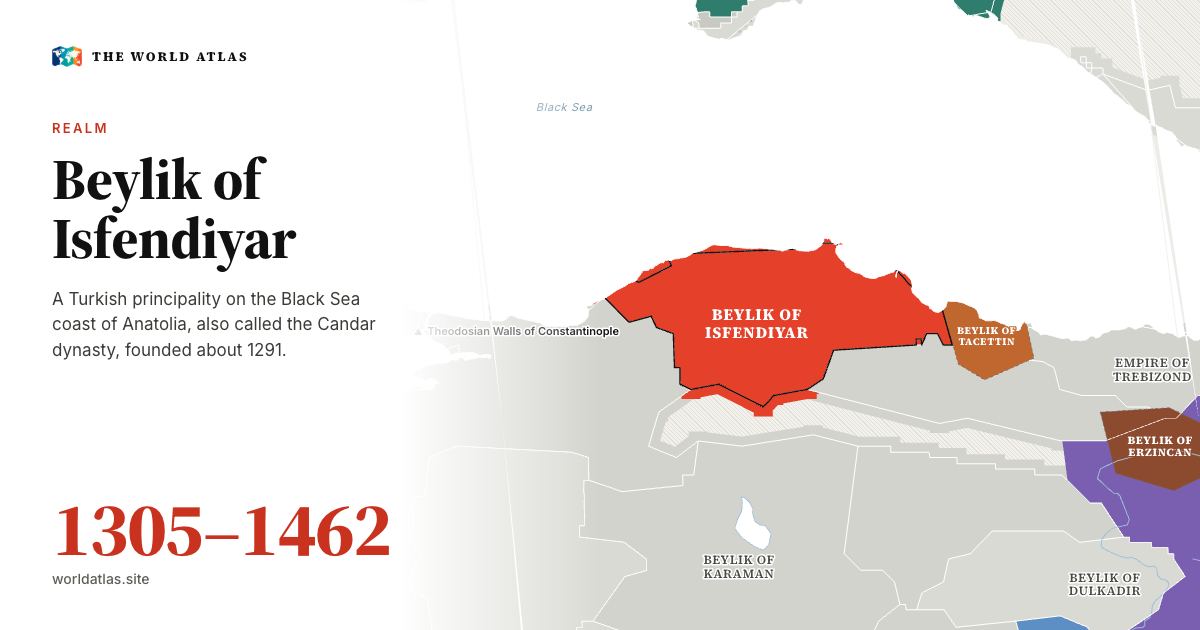 THE WORLD ATLAS
REALM
Beylik of
Isfendiyar
A Turkish principality on the Black Sea
coast of Anatolia, also called the Candar
dynasty, founded about 1291.
1305–1462
worldatlas.site
Black Sea
Theodosian Walls of Constantinople
BEYLIK OF
ISFENDIYAR
BEYLIK OF
TACETTIN
EMPIRE OF
TREBIZOND
BEYLIK OF
ERZINCAN
BEYLIK OF
KARAMAN
BEYLIK OF
DULKADIR